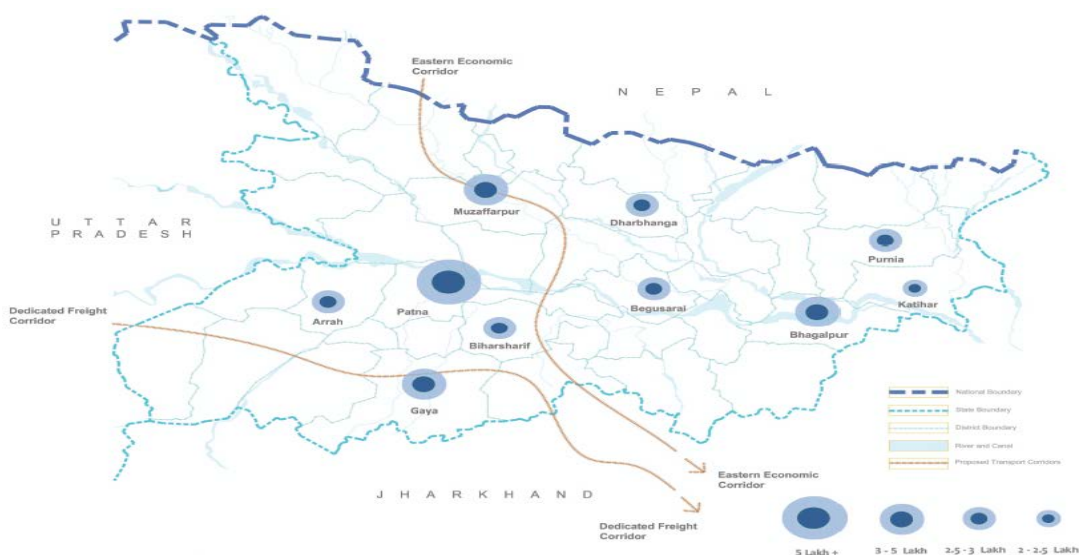 Eastern Economic
Corridor
N E P A L
Muzaffarpur
Dharbhanga
U T T A R
P R A D E S H
Purnia
Patna
Begusarai
Katihar
Dedicated Freight
Corridor
Arrah
Biharsharif
Bhagalpur
Gaya
National Boundary
State Boundary
District Boundary
River and Canal
Proposed Transport Corridors
Eastern Economic
Corridor
J H A R K H A N D
Dedicated Freight
Corridor
5 Lakh +
3 - 5 Lakh
2.5 - 3 Lakh
2 - 2.5 Lakh